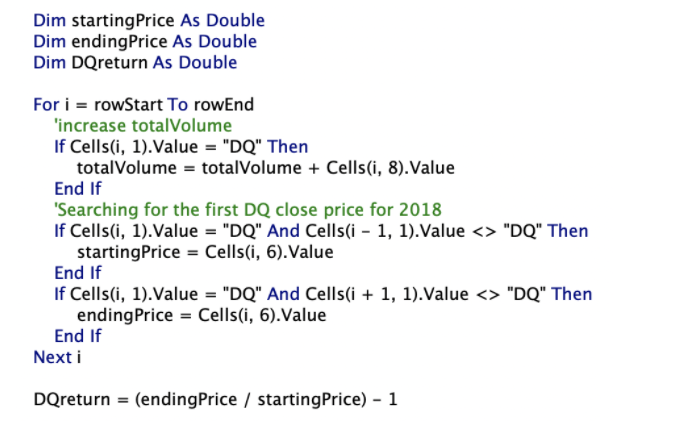 Dim startingPrice As Double
Dim endingPrice As Double
Dim DQreturn As Double
For i = rowStart To rowEnd
'increase totalVolume
If Cells(i, 1).Value = "DQ" Then
totalVolume = totalVolume + Cells(i, 8).Value
End If
'Searching for the first DQ close price for 2018
If Cells(i, 1).Value = "DQ" And Cells(i - 1, 1).Value <> "DQ" Then
startingPrice = Cells(i, 6).Value
End If
If Cells(i, 1).Value = "DQ" And Cells(i + 1, 1).Value <> "DQ" Then
endingPrice = Cells(i, 6).Value
End If
Next i
DQreturn = (endingPrice / startingPrice) - 1